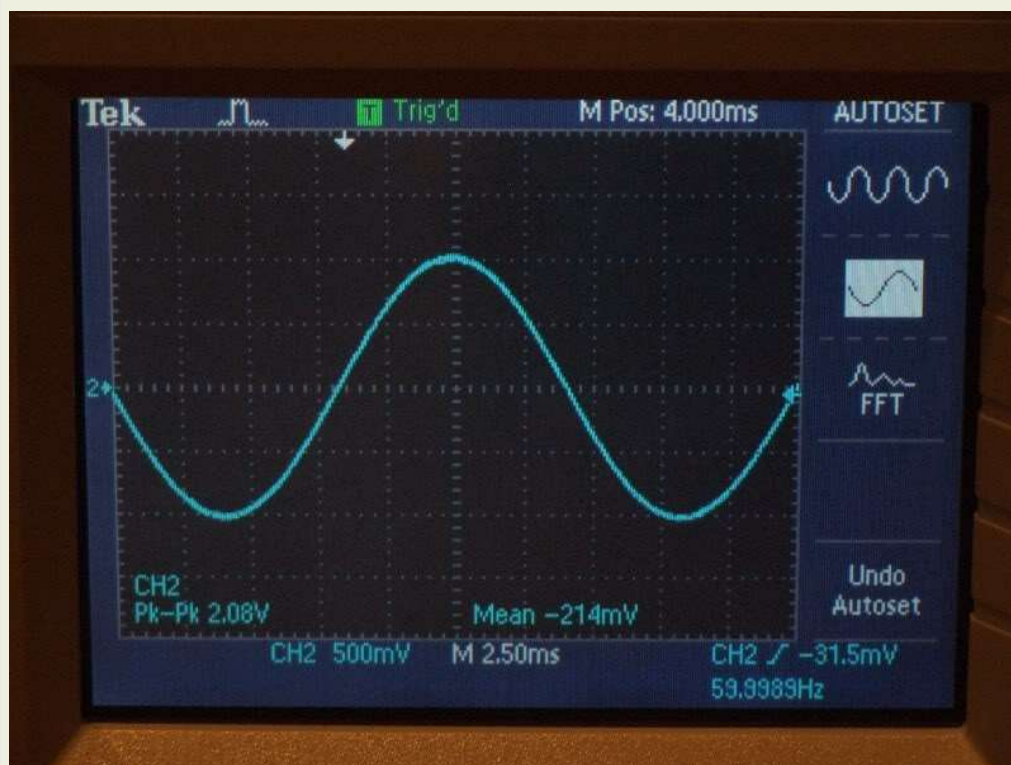 Tek T Trig'd M Pos: 4.000ms AUTOSET
2
FFT
CH2
Pk-Pk 2.08V Mean -214mV
Undo
Autoset
CH2 500mV M 2.50ms CH2 -31.5mV
59.9989Hz